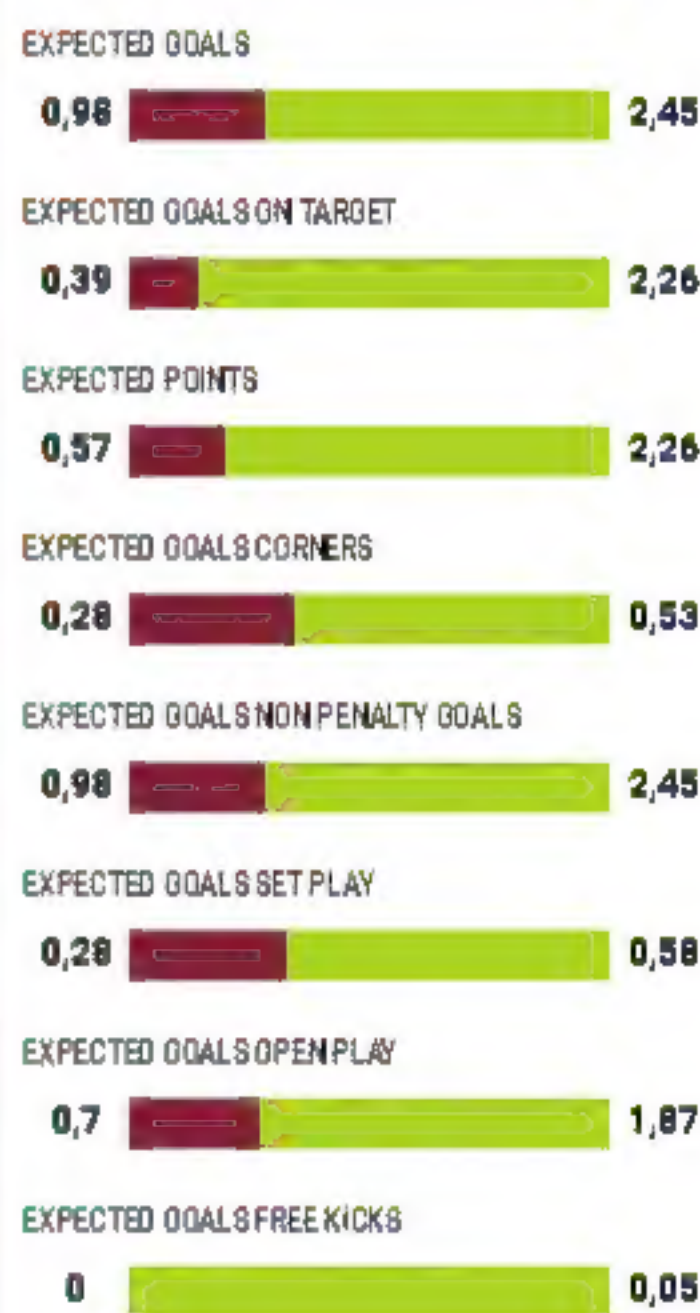 EXPECTED GOALS
0,98 2,45
EXPECTED GOALS ON TARGET
0,39 2,26
EXPECTED POINTS
0,57 2,26
EXPECTED GOALS CORNERS
0,28 0,53
EXPECTED GOALS NON PENALTY GOALS
0,98 2,45
EXPECTED GOALS SET PLAY
0,28 0,58
EXPECTED GOALS OPEN PLAY
0,7 1,87
EXPECTED GOALS FREE KICKS
0 0,05